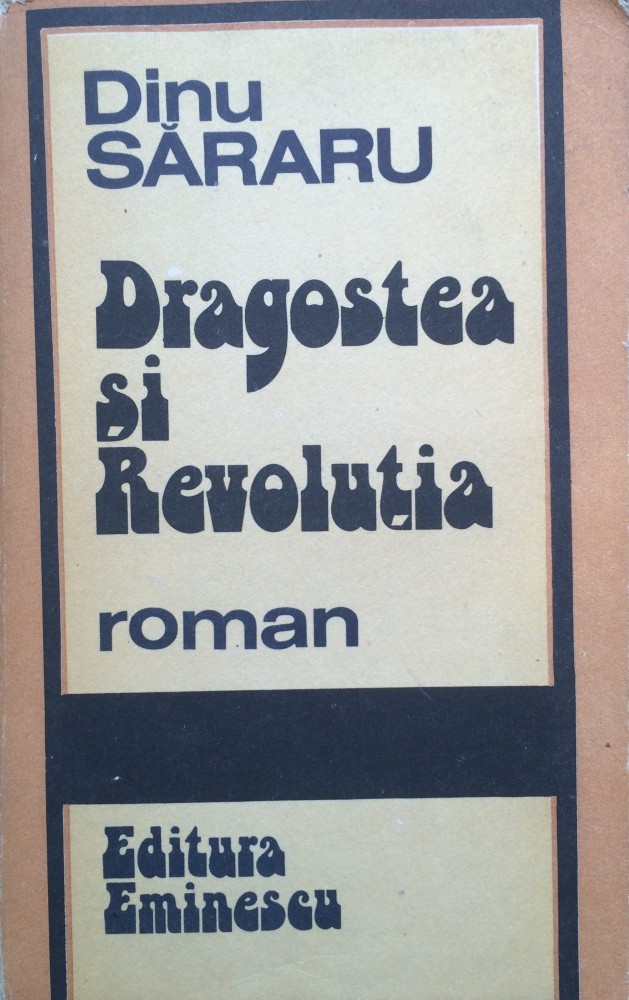 Dinu
SĂRARU
Dragostea
și
Revoluția
roman
Editura
Eminescu